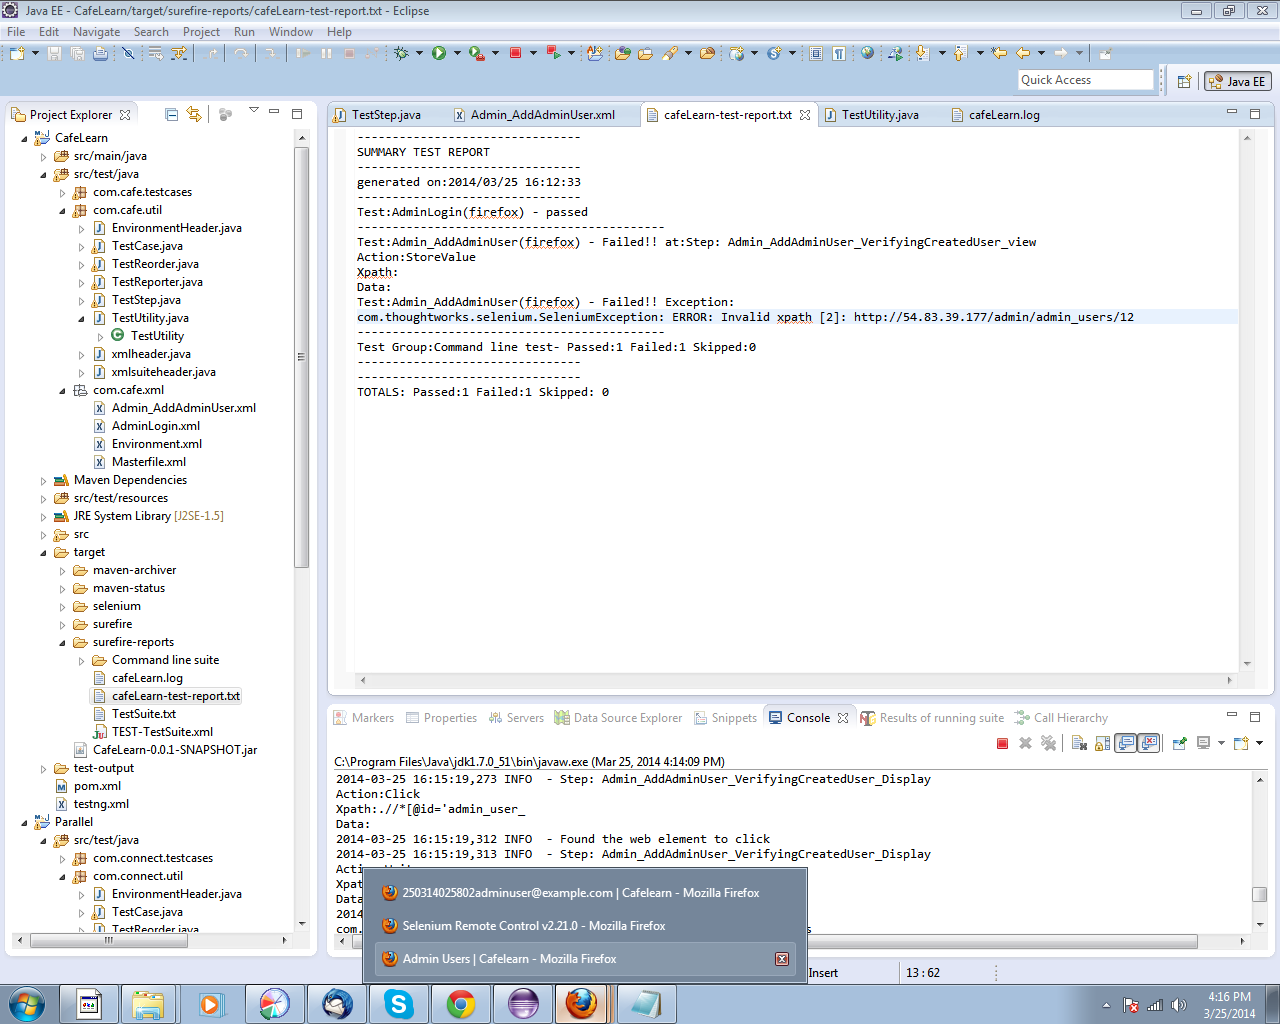 Java EE - CafeLearn/target/surefire-reports/cafeLearn-test-report.txt - Eclipse
File Edit Navigate Search Project Run Window Help
Quick Access
Java EE
Project Explorer
CafeLearn
src/main/java
src/test/java
com.cafe.testcases
com.cafe.util
EnvironmentHeader.java
TestCase.java
TestReorder.java
TestReporter.java
TestStep.java
TestUtility.java
TestUtility
xmlheader.java
xmlsuiteheader.java
com.cafe.xml
Admin_AddAdminUser.xml
AdminLogin.xml
Environment.xml
Masterfile.xml
Maven Dependencies
src/test/resources
JRE System Library [J2SE-1.5]
src
target
maven-archiver
maven-status
selenium
surefire
surefire-reports
Command line suite
cafeLearn.log
cafeLearn-test-report.txt
TestSuite.txt
TEST-TestSuite.xml
CafeLearn-0.0.1-SNAPSHOT.jar
test-output
pom.xml
testng.xml
Parallel
src/test/java
com.connect.testcases
com.connect.util
EnvironmentHeader.java
TestCase.java
TestReorder.java
TestStep.java Admin_AddAdminUser.xml cafeLearn-test-report.txt TestUtility.java cafeLearn.log
--------------------------------
SUMMARY TEST REPORT
--------------------------------
generated on:2014/03/25 16:12:33
--------------------------------
Test:AdminLogin(firefox) - passed
--------------------------------------------
Test:Admin_AddAdminUser(firefox) - Failed!! at:Step: Admin_AddAdminUser_VerifyingCreatedUser_view
Action:StoreValue
Xpath:
Data:
Test:Admin_AddAdminUser(firefox) - Failed!! Exception:
com.thoughtworks.selenium.SeleniumException: ERROR: Invalid xpath [2]: http://54.83.39.177/admin/admin_users/12
--------------------------------------------
Test Group:Command line test- Passed:1 Failed:1 Skipped:0
--------------------------------
--------------------------------
TOTALS: Passed:1 Failed:1 Skipped: 0
Markers Properties Servers Data Source Explorer Snippets Console Results of running suite Call Hierarchy
C:\Program Files\Java\jdk1.7.0_51\bin\javaw.exe (Mar 25, 2014 4:14:09 PM)
2014-03-25 16:15:19,273 INFO  - Step: Admin_AddAdminUser_VerifyingCreatedUser_Display
Action:Click
Xpath:.//*[@id='admin_user_
Data:
2014-03-25 16:15:19,312 INFO  - Found the web element to click
2014-03-25 16:15:19,313 INFO  - Step: Admin_AddAdminUser_VerifyingCreatedUser_Display
250314025802adminuser@example.com | Cafelearn - Mozilla Firefox
Selenium Remote Control v2.21.0 - Mozilla Firefox
Admin Users | Cafelearn - Mozilla Firefox
Insert 13 : 62
4:16 PM
3/25/2014